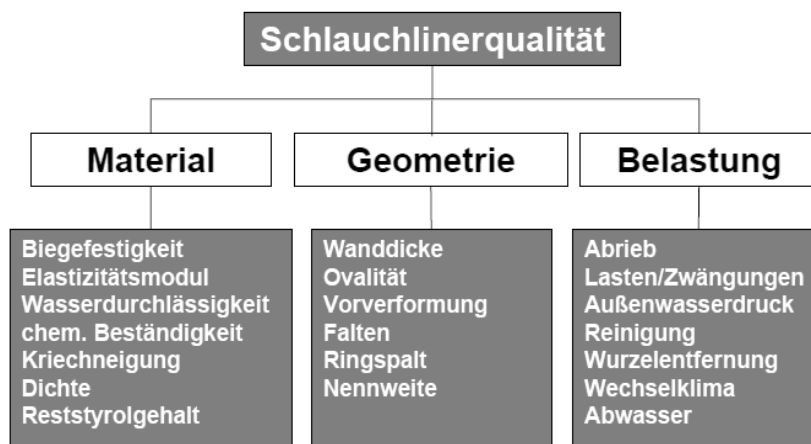 Schlauchlinerqualität
Material
Geometrie
Belastung
Biegefestigkeit
Elastizitätsmodul
Wasserdurchlässigkeit
chem. Beständigkeit
Kriechneigung
Dichte
Reststyrolgehalt
Wanddicke
Ovalität
Vorverformung
Falten
Ringspalt
Nennweite
Abrieb
Lasten/Zwängungen
Außenwasserdruck
Reinigung
Wurzelentfernung
Wechselklima
Abwasser